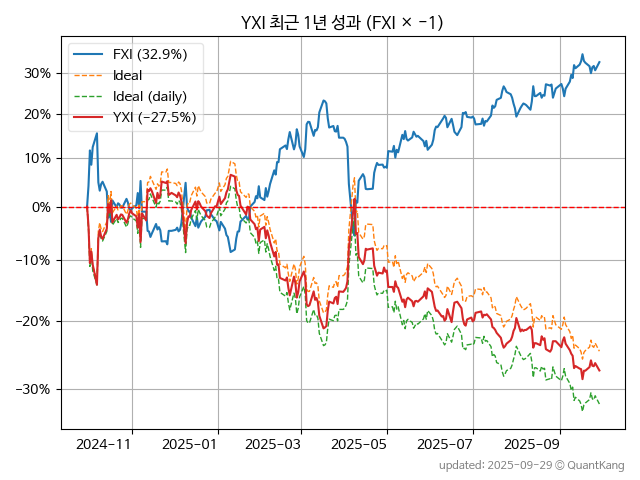 YXI 최근 1년 성과 (FXI × -1)
FXI (32.9%)
Ideal
Ideal (daily)
YXI (−27.5%)
30%
20%
10%
0%
−10%
−20%
−30%
2024-11
2025-01
2025-03
2025-05
2025-07
2025-09
updated: 2025-09-29 © QuantKang